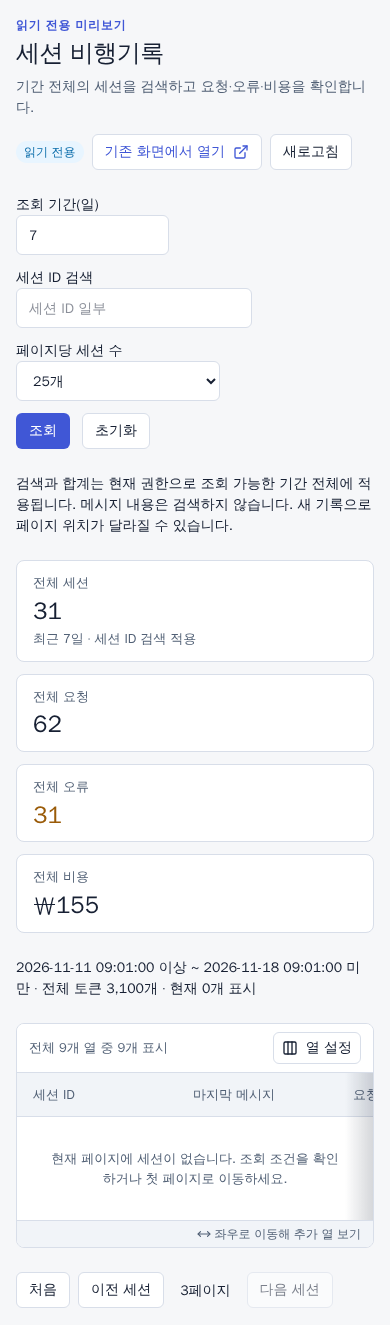 읽기 전용 미리보기
세션 비행기록
기간 전체의 세션을 검색하고 요청·오류·비용을 확인합니
다.
읽기 전용
기존 화면에서 열기
새로고침
조회 기간(일)
7
세션 ID 검색
세션 ID 일부
페이지당 세션 수
25개
조회
초기화
검색과 합계는 현재 권한으로 조회 가능한 기간 전체에 적
용됩니다. 메시지 내용은 검색하지 않습니다. 새 기록으로
페이지 위치가 달라질 수 있습니다.
전체 세션
31
최근 7일 · 세션 ID 검색 적용
전체 요청
62
전체 오류
31
전체 비용
₩155
2026-11-11 09:01:00 이상 ~ 2026-11-18 09:01:00 미
만 · 전체 토큰 3,100개 · 현재 0개 표시
전체 9개 열 중 9개 표시
열 설정
세션 ID
마지막 메시지
요청
현재 페이지에 세션이 없습니다. 조회 조건을 확인
하거나 첫 페이지로 이동하세요.
↔ 좌우로 이동해 추가 열 보기
처음
이전 세션
3페이지
다음 세션